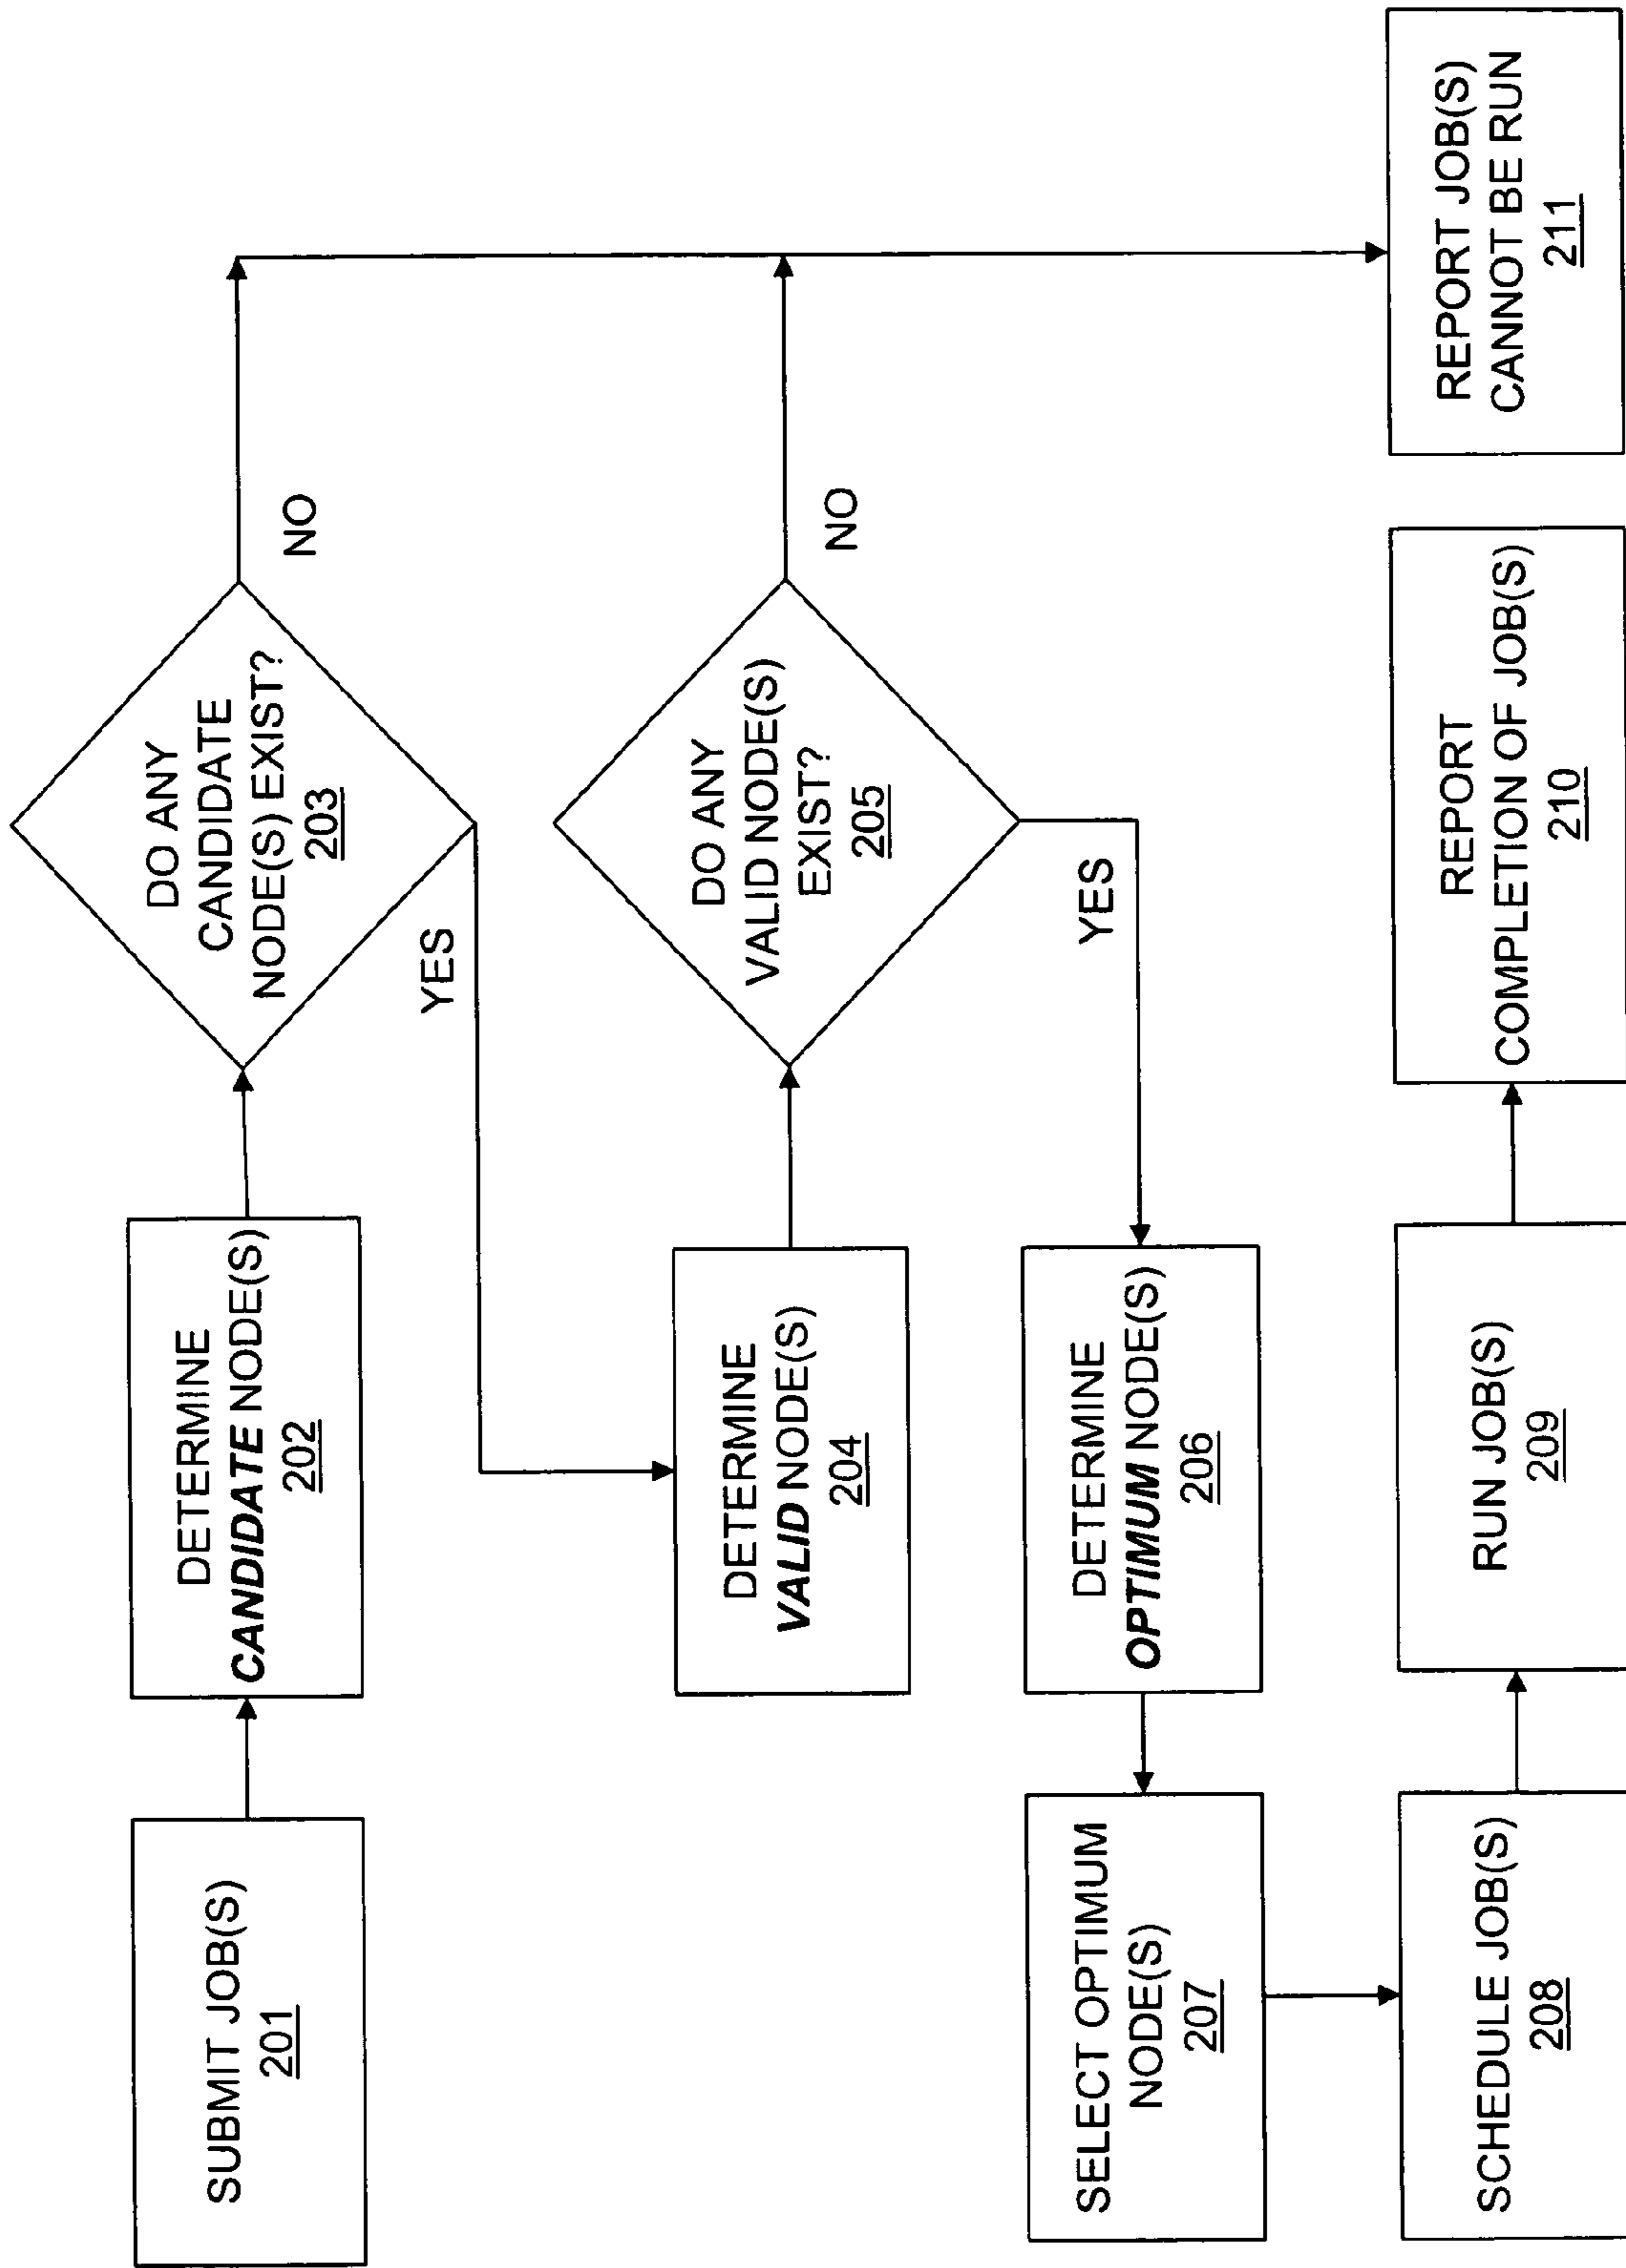 SUBMIT JOB(S)
201
DETERMINE
CANDIDATE NODE(S)
202
DO ANY
CANDIDATE
NODE(S) EXIST?
203
NO
YES
DETERMINE
VALID NODE(S)
204
DO ANY
VALID NODE(S)
EXIST?
205
NO
YES
DETERMINE
OPTIMUM NODE(S)
206
SELECT OPTIMUM
NODE(S)
207
SCHEDULE JOB(S)
208
RUN JOB(S)
209
REPORT
COMPLETION OF JOB(S)
210
REPORT JOB(S)
CANNOT BE RUN
211